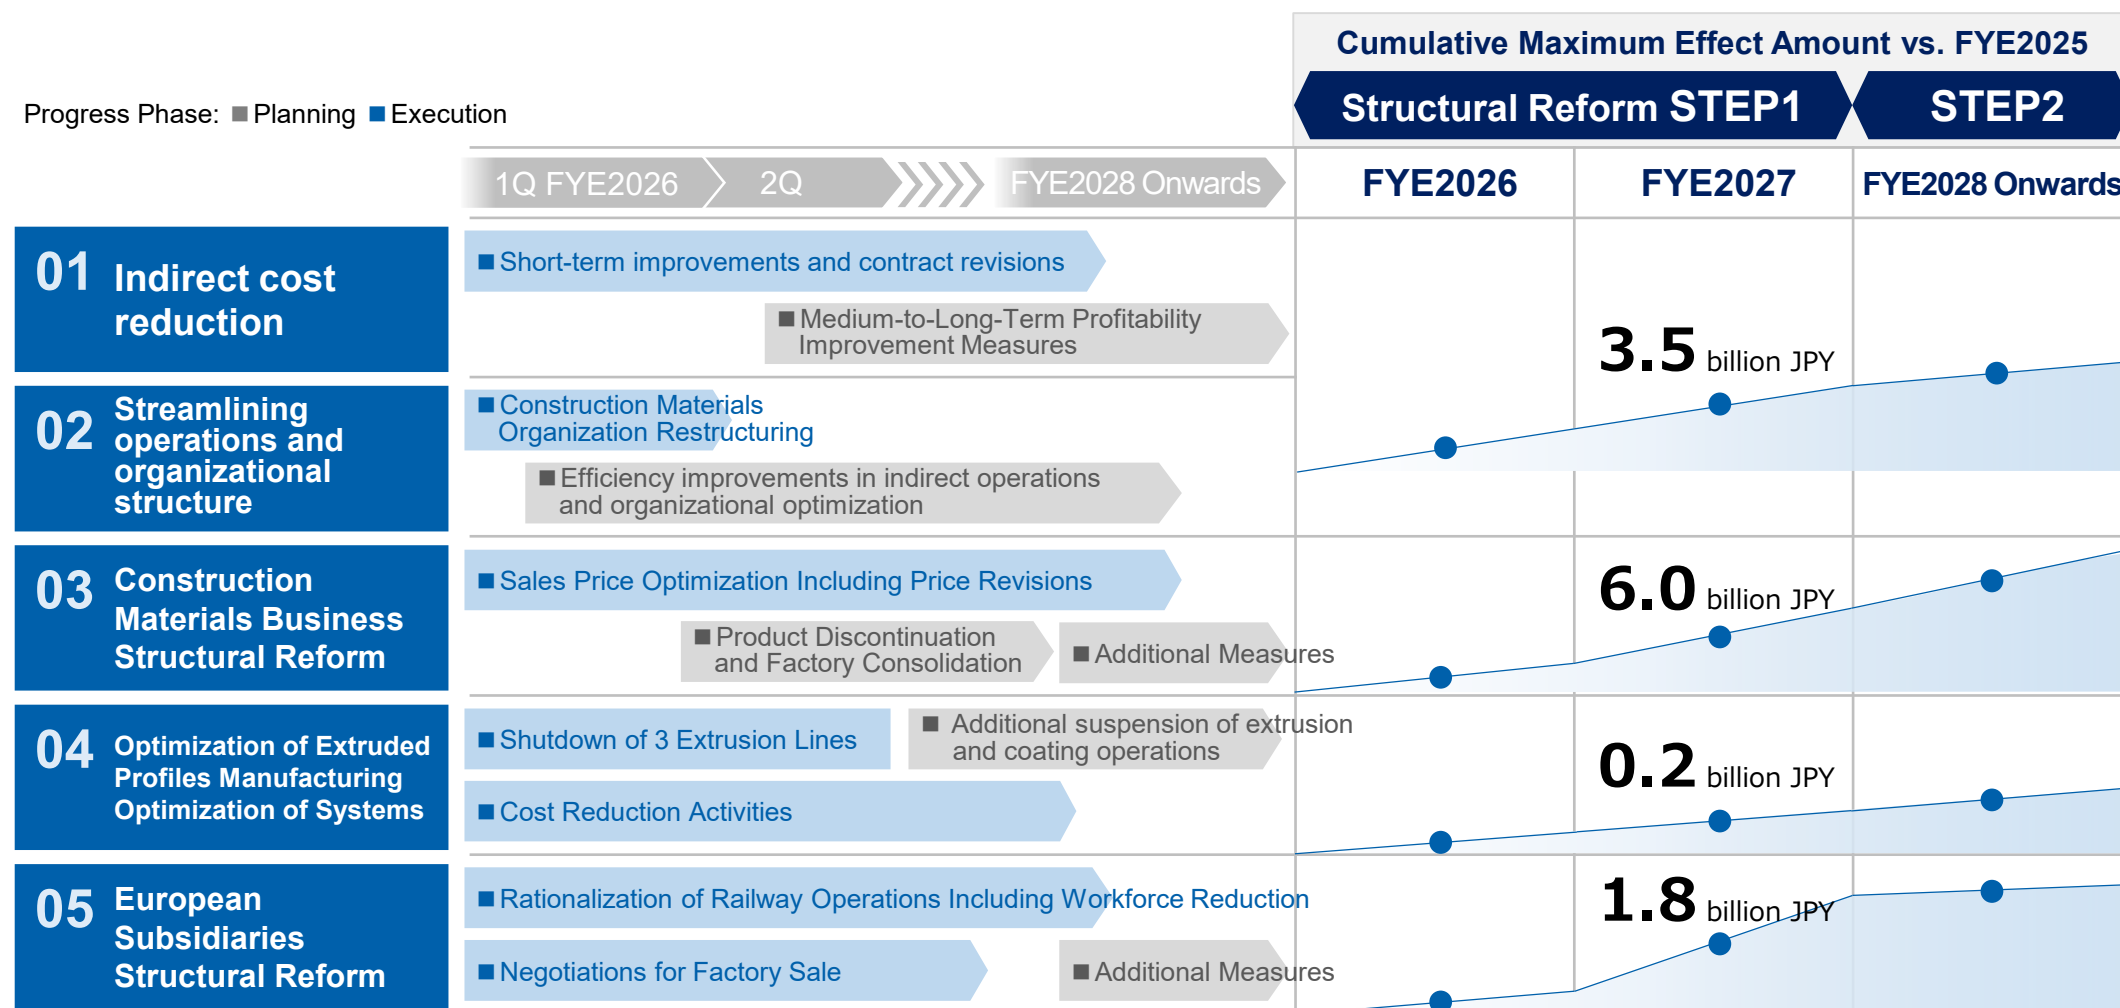 Cumulative Maximum Effect Amount vs. FYE2025
Progress Phase: Planning Execution
Structural Reform STEP1
STEP2
1Q FYE2026
2Q
FYE2028 Onwards
FYE2026
FYE2027
FYE2028 Onwards
01
Indirect cost
reduction
Short-term improvements and contract revisions
Medium-to-Long-Term Profitability
Improvement Measures
3.5 billion JPY
02
Streamlining
operations and
organizational
structure
Construction Materials
Organization Restructuring
Efficiency improvements in indirect operations
and organizational optimization
03
Construction
Materials Business
Structural Reform
Sales Price Optimization Including Price Revisions
Product Discontinuation
and Factory Consolidation
Additional Measures
6.0 billion JPY
04
Optimization of Extruded
Profiles Manufacturing
Optimization of Systems
Shutdown of 3 Extrusion Lines
Additional suspension of extrusion
and coating operations
Cost Reduction Activities
0.2 billion JPY
05
European
Subsidiaries
Structural Reform
Rationalization of Railway Operations Including Workforce Reduction
Negotiations for Factory Sale
Additional Measures
1.8 billion JPY